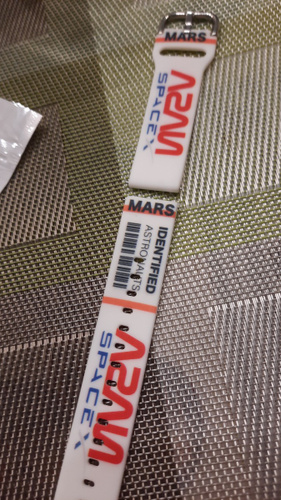 MARS
NASA
SPACEX
MARS
IDENTIFIED
ASTRONAUTS
NASA
SPACEX